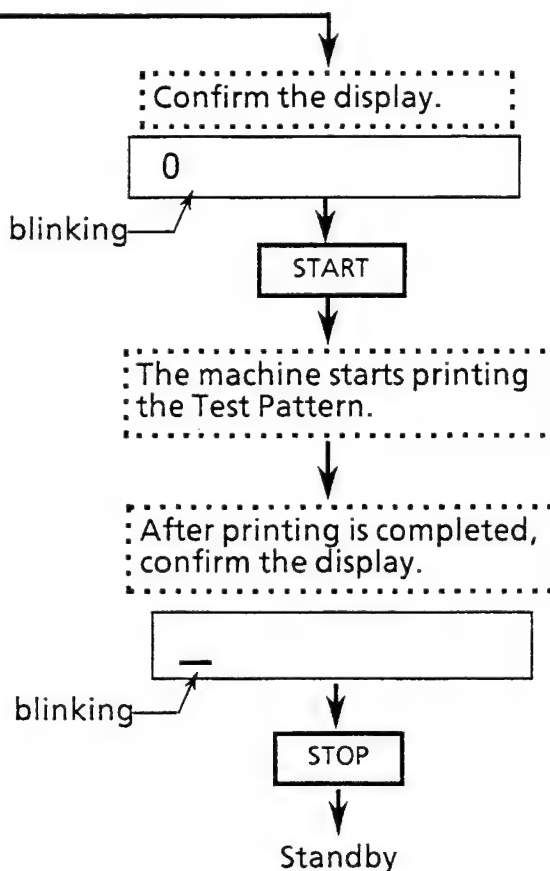 Confirm the display.
0
blinking
START
The machine starts printing
the Test Pattern.
After printing is completed,
confirm the display.
_
blinking
STOP
Standby